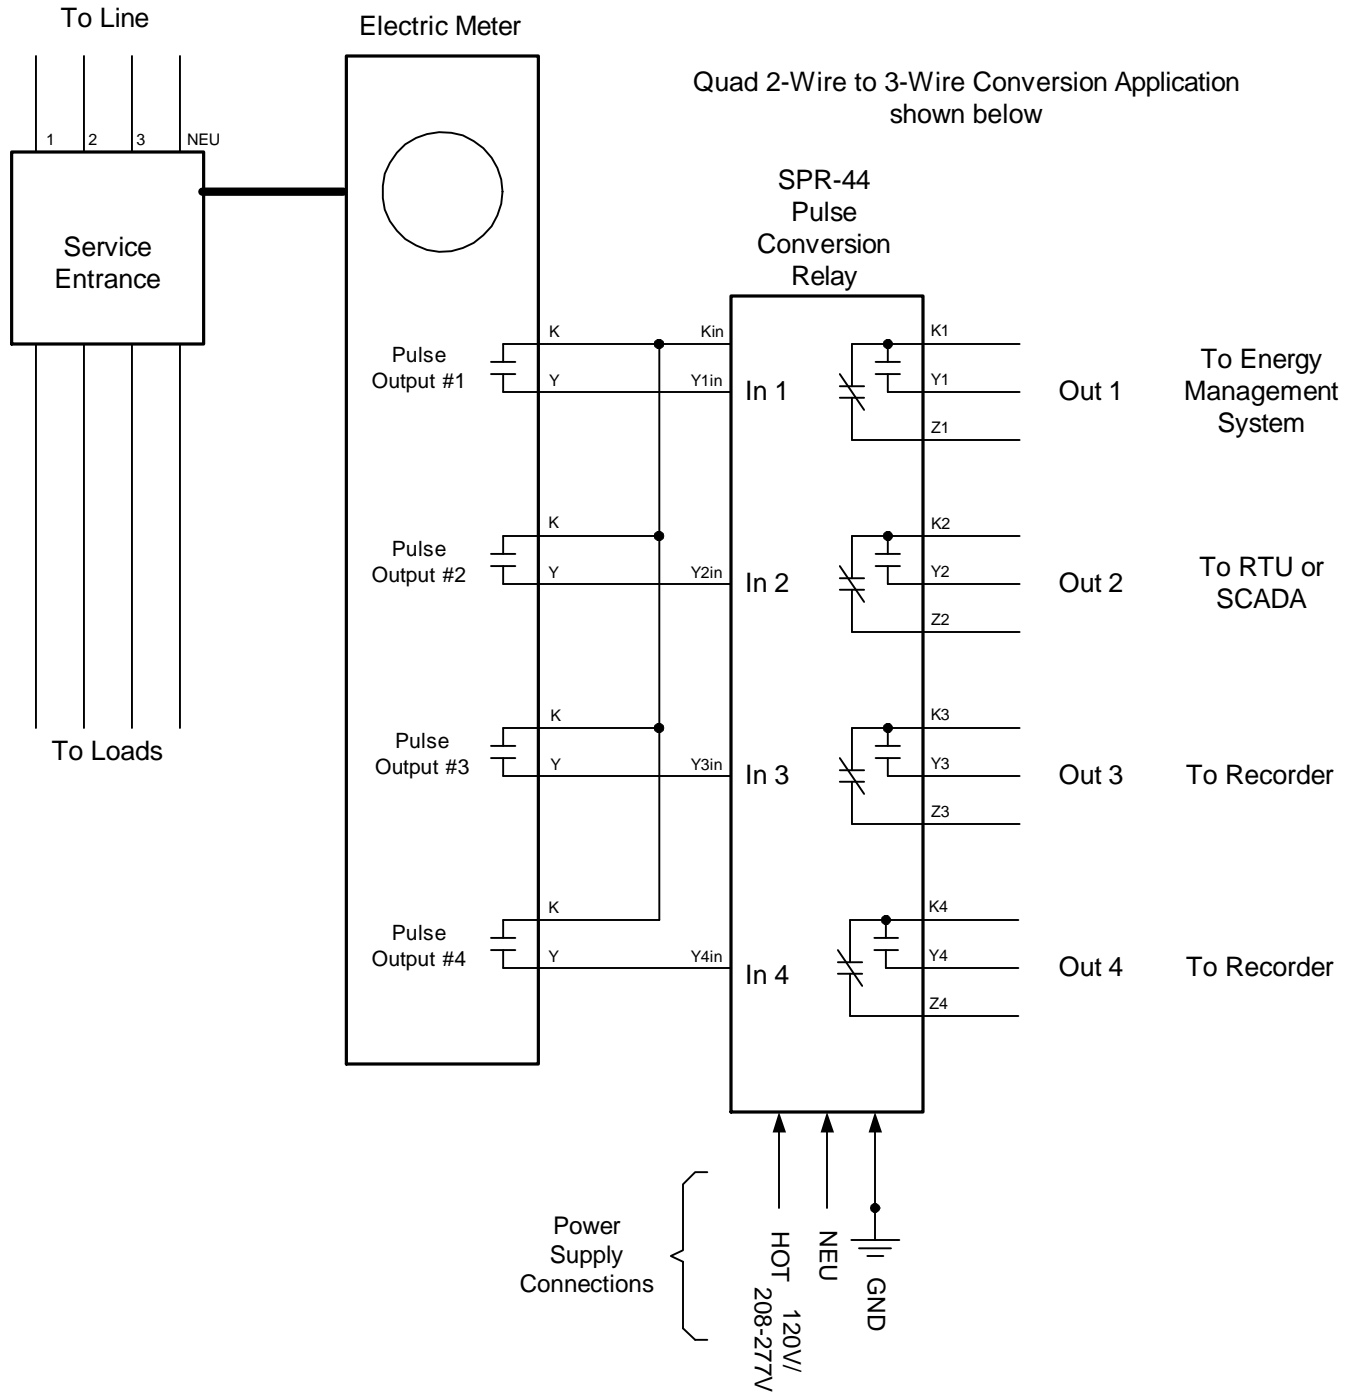 To Line
Electric Meter
Quad 2-Wire to 3-Wire Conversion Application
shown below
1
2
3
NEU
Service
Entrance
To Loads
SPR-44
Pulse
Conversion
Relay
Pulse
Output #1
K
Y
Kin
Y1in
In 1
K1
Y1
Z1
Out 1
To Energy
Management
System
Pulse
Output #2
K
Y
Y2in
In 2
K2
Y2
Z2
Out 2
To RTU or
SCADA
Pulse
Output #3
K
Y
Y3in
In 3
K3
Y3
Z3
Out 3
To Recorder
Pulse
Output #4
K
Y
Y4in
In 4
K4
Y4
Z4
Out 4
To Recorder
Power
Supply
Connections
HOT
120V/
208-277V
NEU
GND